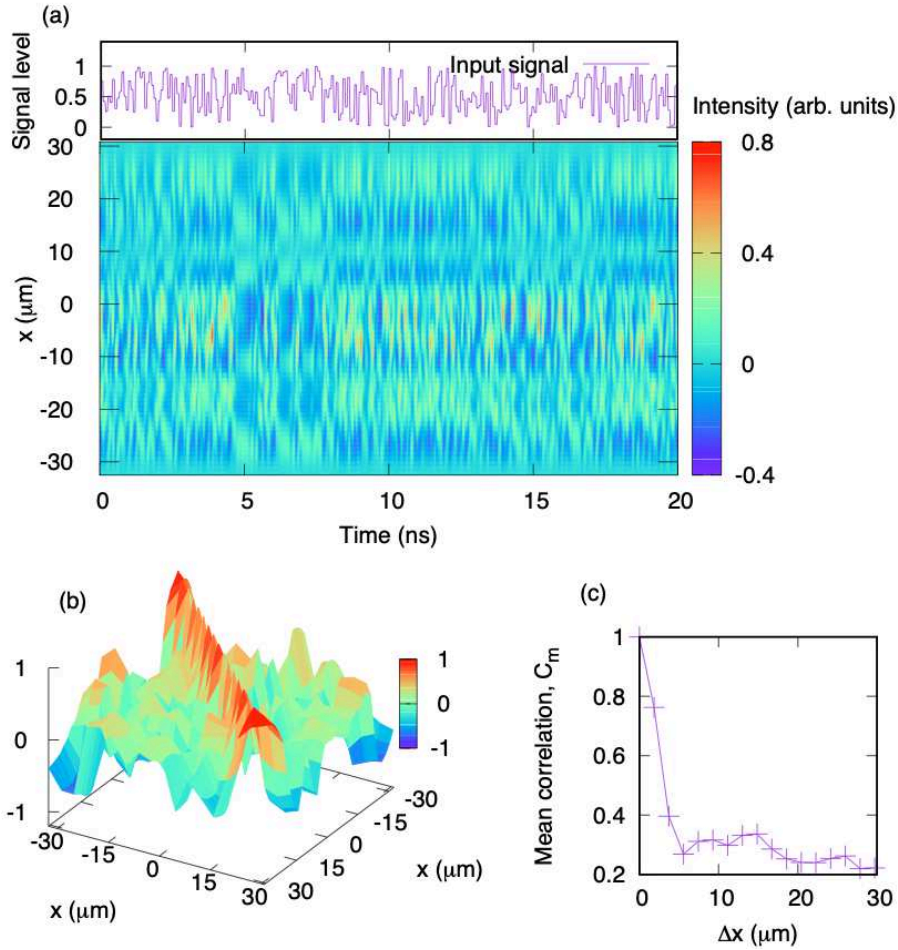 (a)
Signal level
1
0.5
0
Input signal
Intensity (arb. units)
x (μm)
30
20
10
0
-10
-20
-30
0 5 10 15 20
Time (ns)
0.8
0.4
0
-0.4
(b)
1
0
-1
1
0
-1
-30 -15 0 15 30
x (μm)
-30
-15
0
15
30
x (μm)
(c)
Mean correlation, Cm
1
0.8
0.6
0.4
0.2
0 10 20 30
Δx (μm)